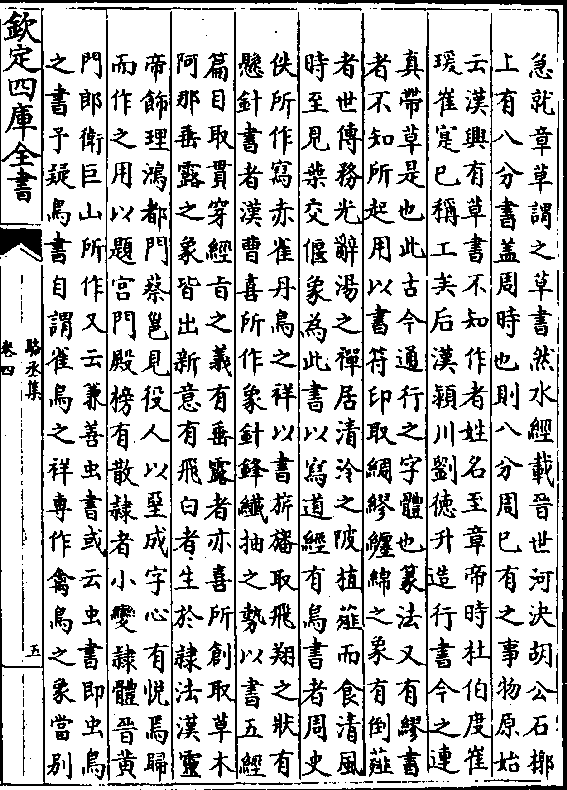 急就章草謂之草書然水經載晉世河決胡公石槨
上有八分書蓋周時也則八分周已有之事物原始
云漢興有草書不知作者姓名至章帝時杜伯度崔
瑗崔寔已稱工矣后漢穎川劉德升造行書今之連
真帶草是也此古今通行之字體也篆法又有繆書
者不知所起用以書符印取綢繆纏綿之象有倒薤
者世傳務光辭湯之禪居清泠之陂植薤而食清風
時至見葉交偃象為此書以寫道經有鳥書者周史
佚所作寫赤雀丹鳥之祥以書旂旛取飛翔之狀有
懸針書者漢曹喜所作象針鋒纖抽之勢以書五經
篇目取貫穿經旨之義有垂露者亦喜所創取草木
阿那垂露之象皆出新意有飛白者生於隸法漢靈
帝飾理鴻都門蔡邕見役人以堊成字心有悅焉歸
而作之用以題宮門殿榜有散隸者小變隸體晉黃
門郎衛巨山所作又云兼善虫書或云虫書即虫鳥
之書予疑鳥書自謂雀鳥之祥專作禽鳥之象當別
欽定四庫全書
駱丞集
卷四
五